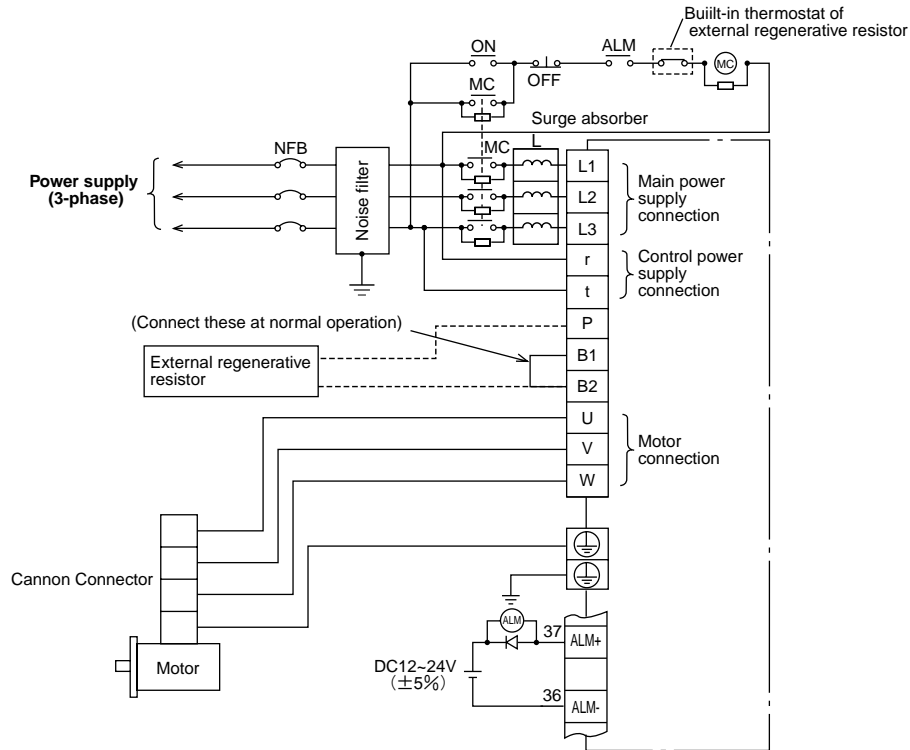 Buiilt-in thermostat of
external regenerative resistor
ON
OFF
ALM
MC
MC
Surge absorber
NFB
MC
L
Power supply
(3-phase)
Noise filter
L1
L2
L3
Main power
supply
connection
r
t
Control power
supply
connection
(Connect these at normal operation)
P
External regenerative
resistor
B1
B2
U
V
W
Motor
connection
Cannon Connector
Motor
ALM
37
ALM+
DC12~24V
(±5%)
36
ALM-